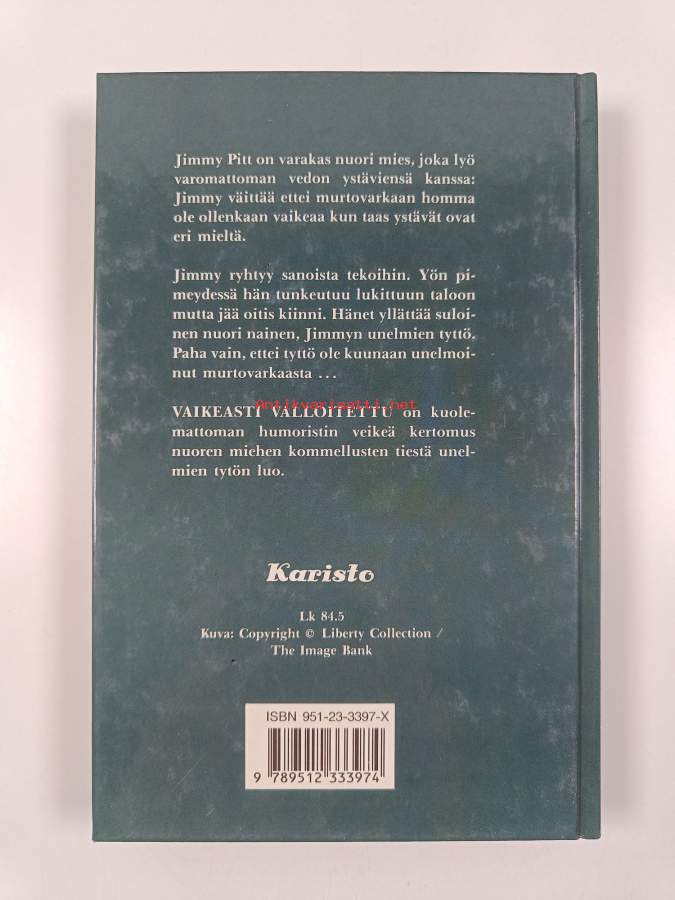 Jimmy Pitt on varakas nuori mies, joka lyö
varomattoman vedon ystäviensä kanssa:
Jimmy väittää ettei murtovarkaan homma
ole ollenkaan vaikeaa kun taas ystävät ovat
eri mieltä.
Jimmy ryhtyy sanoista tekoihin. Yön pi-
meydessä hän tunkeutuu lukittuun taloon
mutta jää oitis kiinni. Hänet yllättää suloi-
nen nuori nainen, Jimmyn unelmien tyttö.
Paha vain, ettei tyttö ole kuunaan unelmoi-
nut murtovarkaasta ...
Antikvariaatti.net
VAIKEASTI VALLOITETTU on kuole-
mattoman humoristin veikeä kertomus
nuoren miehen kommellusten tiestä unel-
mien tytön luo.
Karisto
Lk 84.5
Kuva: Copyright © Liberty Collection /
The Image Bank
ISBN 951-23-3397-X
9 789512 333974